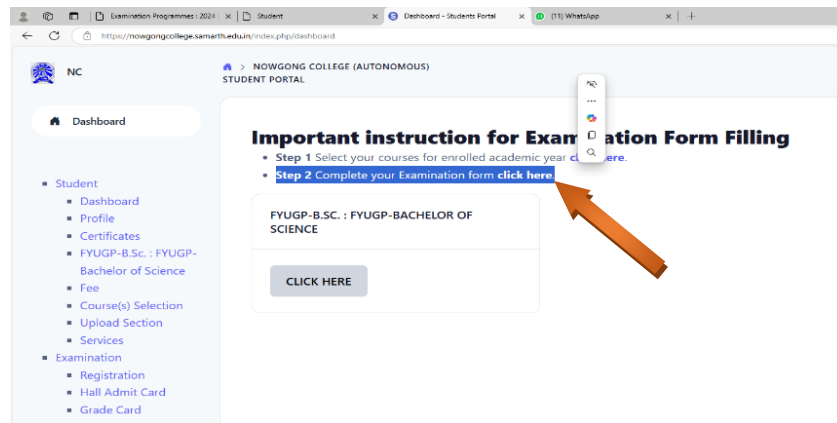 Examination Programmes : 2024
Student
Dashboard - Students Portal
(11) WhatsApp
https://nowgongcollege.samarth.edu.in/index.php/dashboard
NC
> NOWGONG COLLEGE (AUTONOMOUS)
STUDENT PORTAL
Dashboard
Important instruction for Exam ation Form Filling
Step 1 Select your courses for enrolled academic year c ere.
Step 2 Complete your Examination form click here.
Student
Dashboard
Profile
Certificates
FYUGP-B.Sc. : FYUGP-
Bachelor of Science
Fee
Course(s) Selection
Upload Section
Services
Examination
Registration
Hall Admit Card
Grade Card
FYUGP-B.SC. : FYUGP-BACHELOR OF
SCIENCE
CLICK HERE